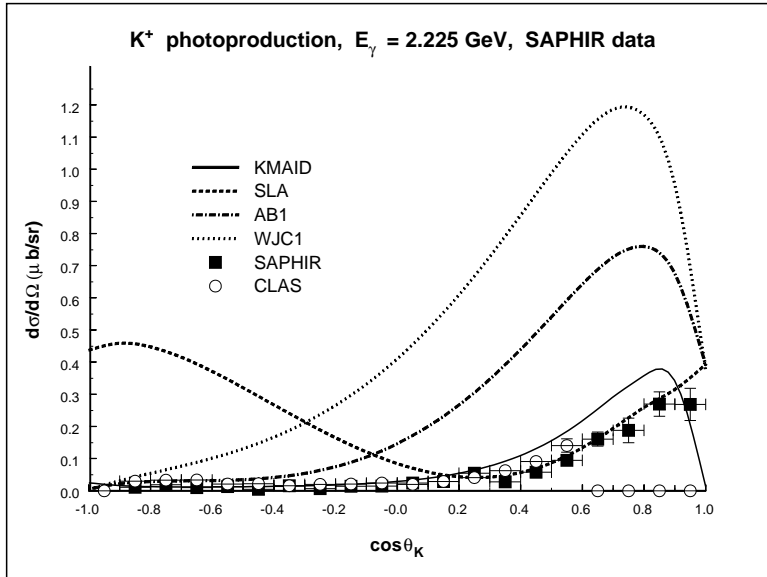 K⁺ photoproduction, Eγ = 2.225 GeV, SAPHIR data
dσ/dΩ (μ b/sr)
1.2
1.1
1.0
0.9
0.8
0.7
0.6
0.5
0.4
0.3
0.2
0.1
0.0
KMAID
SLA
AB1
WJC1
SAPHIR
CLAS
-1.0 -0.8 -0.6 -0.4 -0.2 -0.0 0.2 0.4 0.6 0.8 1.0
cosθK